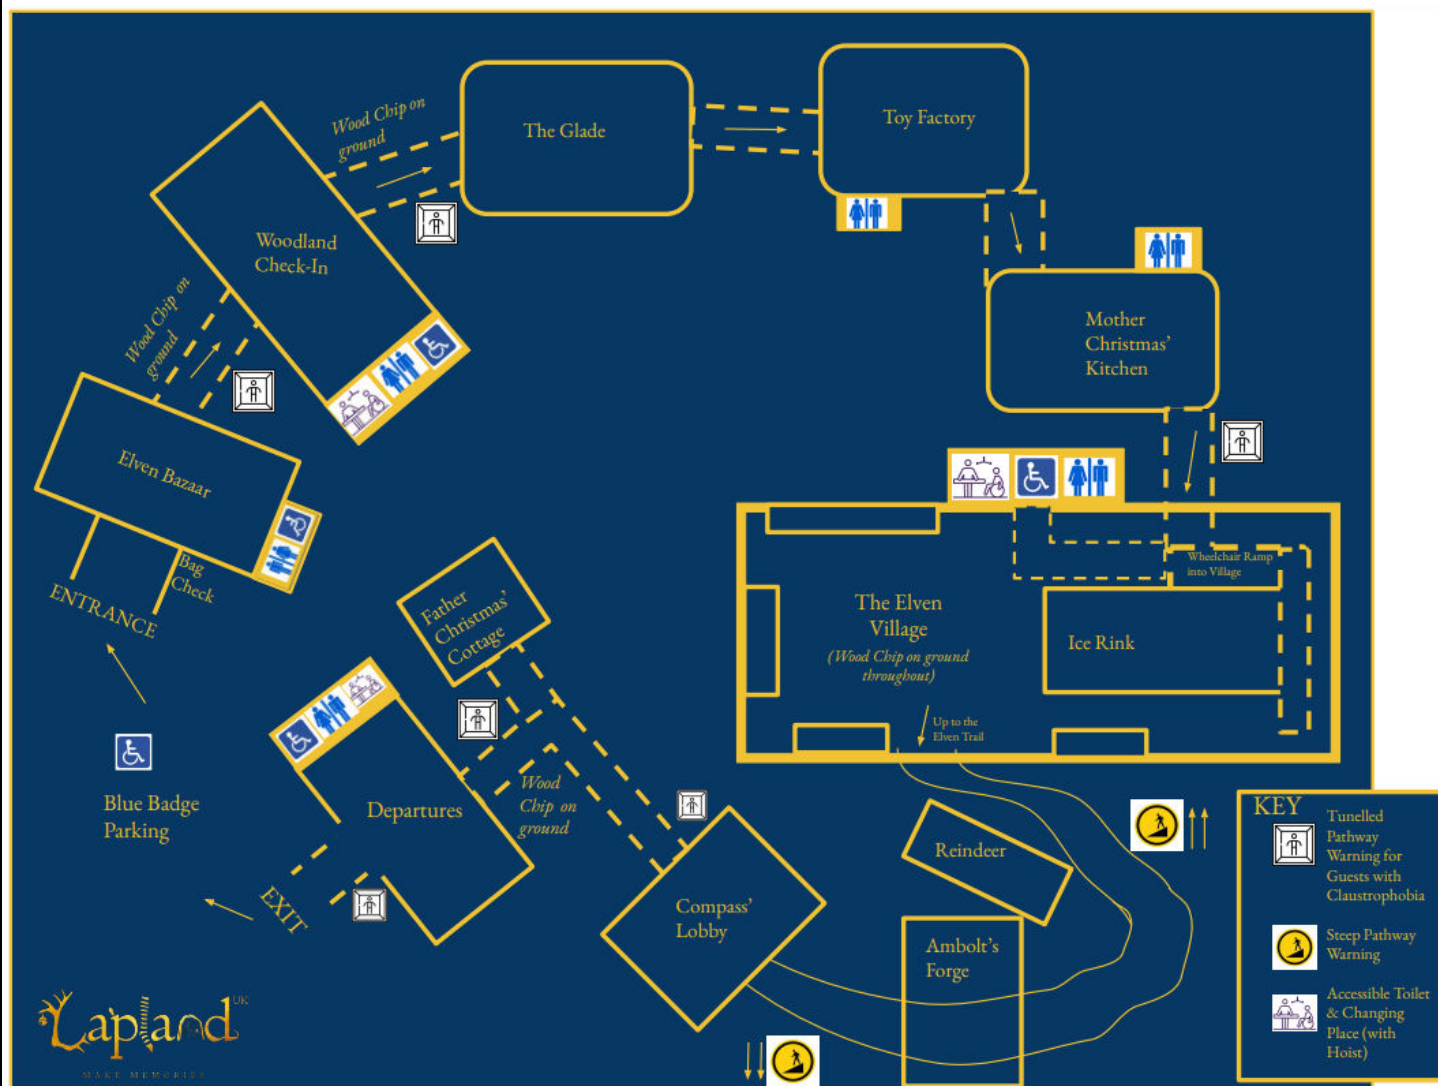 Wood Chip on
ground
The Glade
Toy Factory
Woodland
Check-In
Wood Chip on
ground
Mother
Christmas'
Kitchen
Elven Bazaar
Bag
Check
ENTRANCE
Father
Christmas'
Cottage
Wheelchair Ramp
into Village
The Elven
Village
(Wood Chip on ground
throughout)
Ice Rink
Up to the
Elven Trail
Blue Badge
Parking
Departures
Wood
Chip on
ground
EXIT
Compass'
Lobby
Reindeer
Ambolt's
Forge
KEY
Tunelled
Pathway
Warning for
Guests with
Claustrophobia
Steep Pathway
Warning
Accessible Toilet
& Changing
Place (with
Hoist)
Lapland UK
MAKE MEMORIES